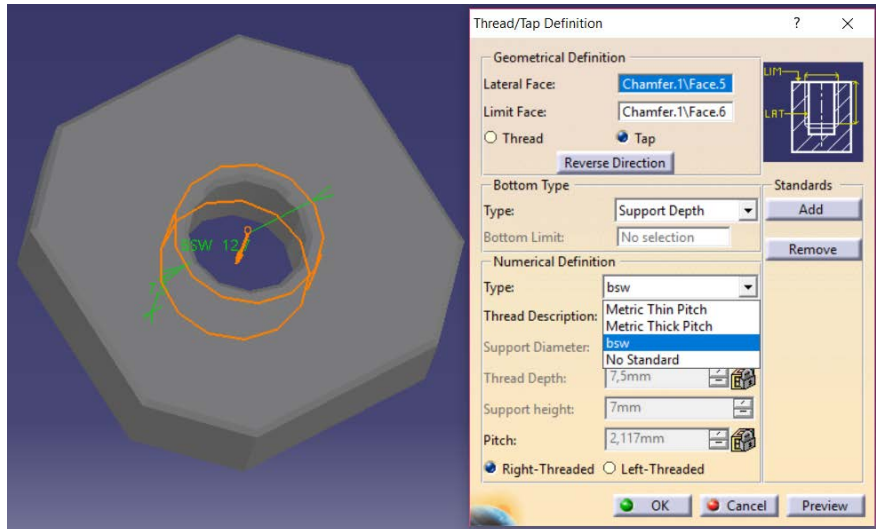 Thread/Tap Definition ? ×
Geometrical Definition
Lateral Face: Chamfer.1\Face.5
Limit Face: Chamfer.1\Face.6
Thread Tap
Reverse Direction
LIM
LAT
Bottom Type
Type: Support Depth
Bottom Limit: No selection
Standards
Add
Remove
Numerical Definition
Type: bsw
Metric Thin Pitch
Metric Thick Pitch
bsw
No Standard
Thread Description:
Support Diameter:
Thread Depth: 7,5mm
Support height: 7mm
Pitch: 2,117mm
Right-Threaded Left-Threaded
OK Cancel Preview